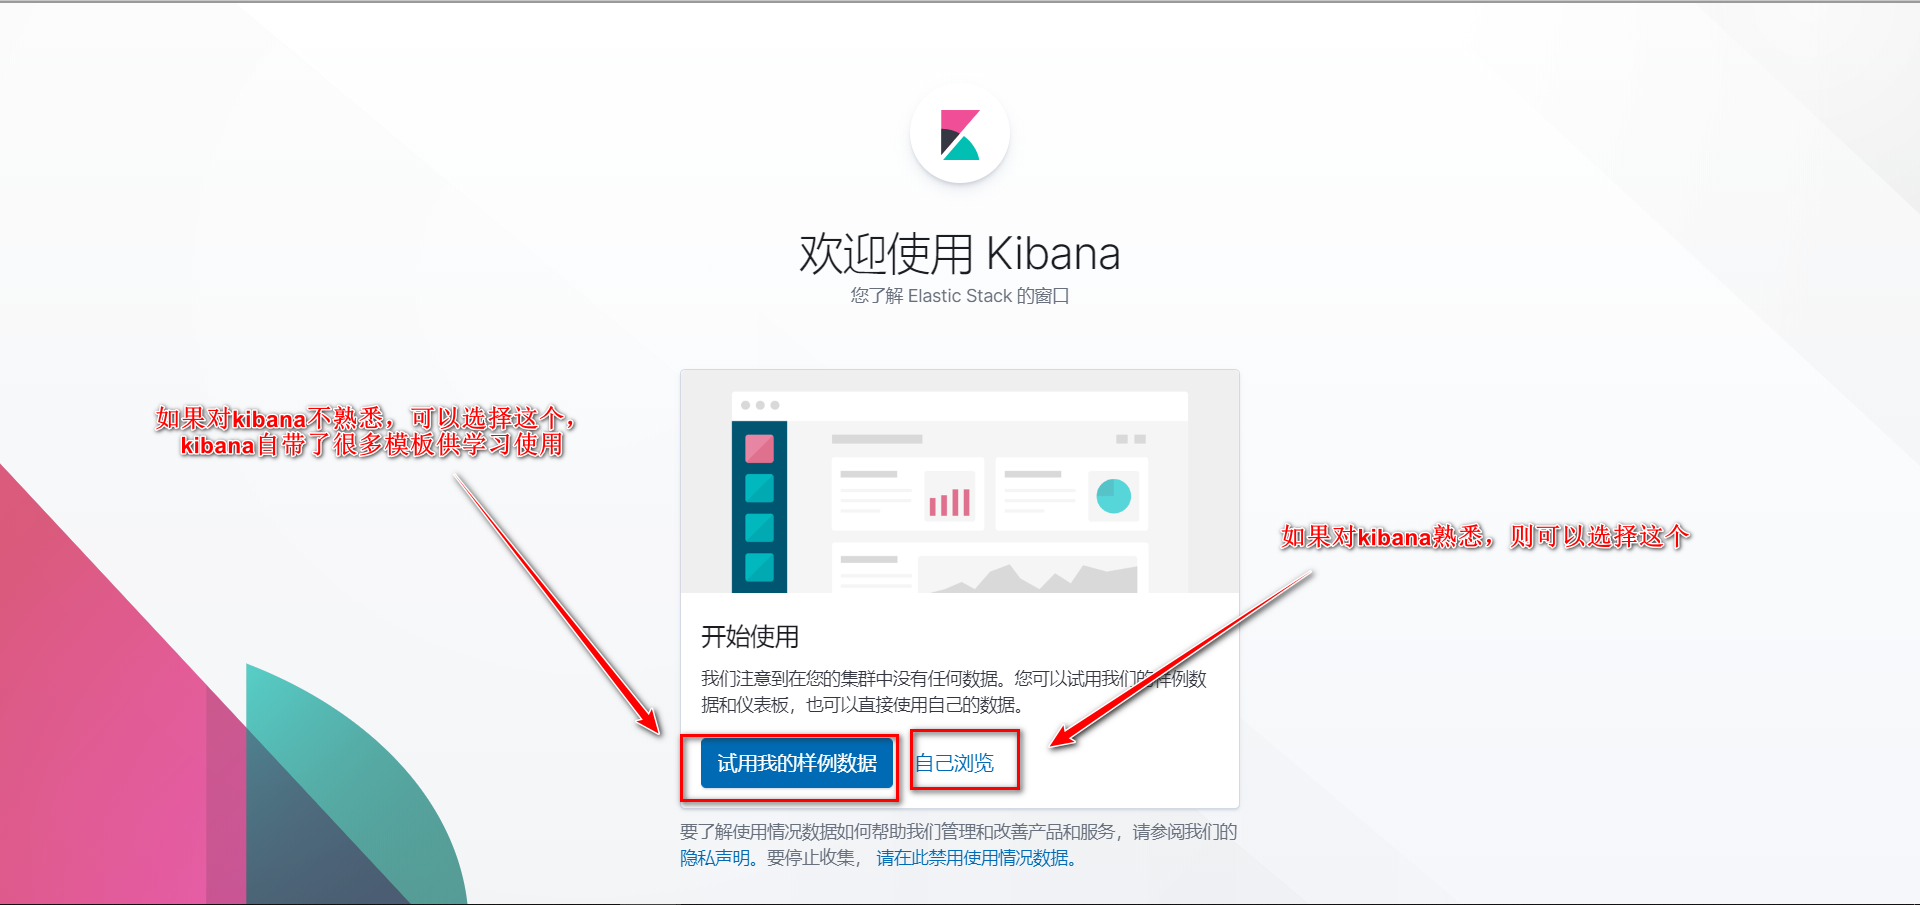 欢迎使用 Kibana
您了解 Elastic Stack 的窗口
如果对kibana不熟悉，可以选择这个，
kibana自带了很多模板供学习使用
如果对kibana熟悉，则可以选择这个
开始使用
我们注意到在您的集群中没有任何数据。您可以试用我们的样例数
据和仪表板，也可以直接使用自己的数据。
试用我的样例数据 自己浏览
要了解使用情况数据如何帮助我们管理和改善产品和服务，请参阅我们的
隐私声明。要停止收集， 请在此禁用使用情况数据。